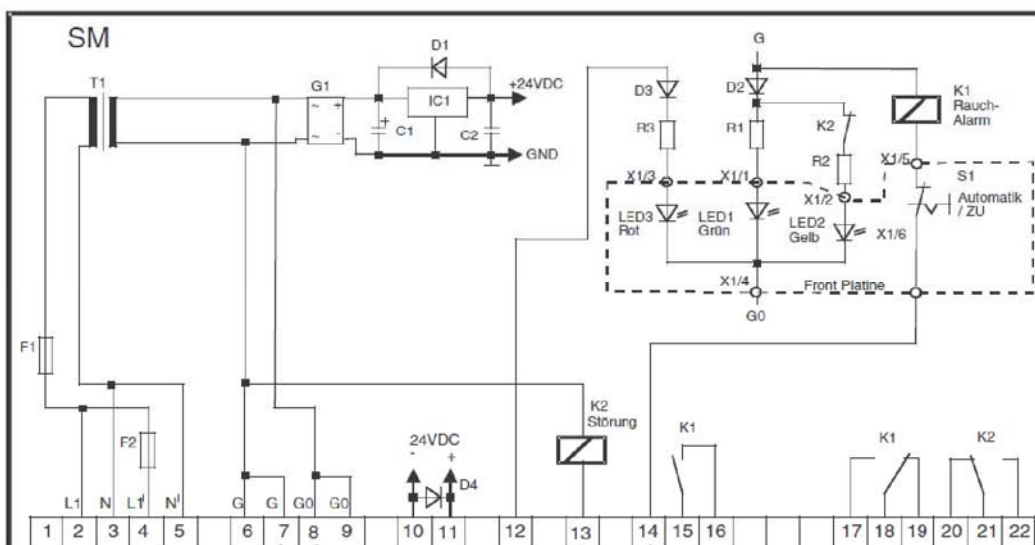 SM
T1
G1
D1
+24VDC
IC1
C1
C2
GND
~
~
+
-
+
G
D3
D2
K1
Rauch-
Alarm
R3
R1
K2
R2
X1/3
X1/1
X1/2
X1/5
S1
Automatik
/ ZU
LED3
Rot
LED1
Grün
LED2
Gelb
X1/6
X1/4
Front Platine
G0
F1
F2
K2
Störung
24VDC
- +
D4
K1
K1
K2
L1 N L1' N' G G G0 G0
1 2 3 4 5 6 7 8 9 10 11 12 13 14 15 16 17 18 19 20 21 22